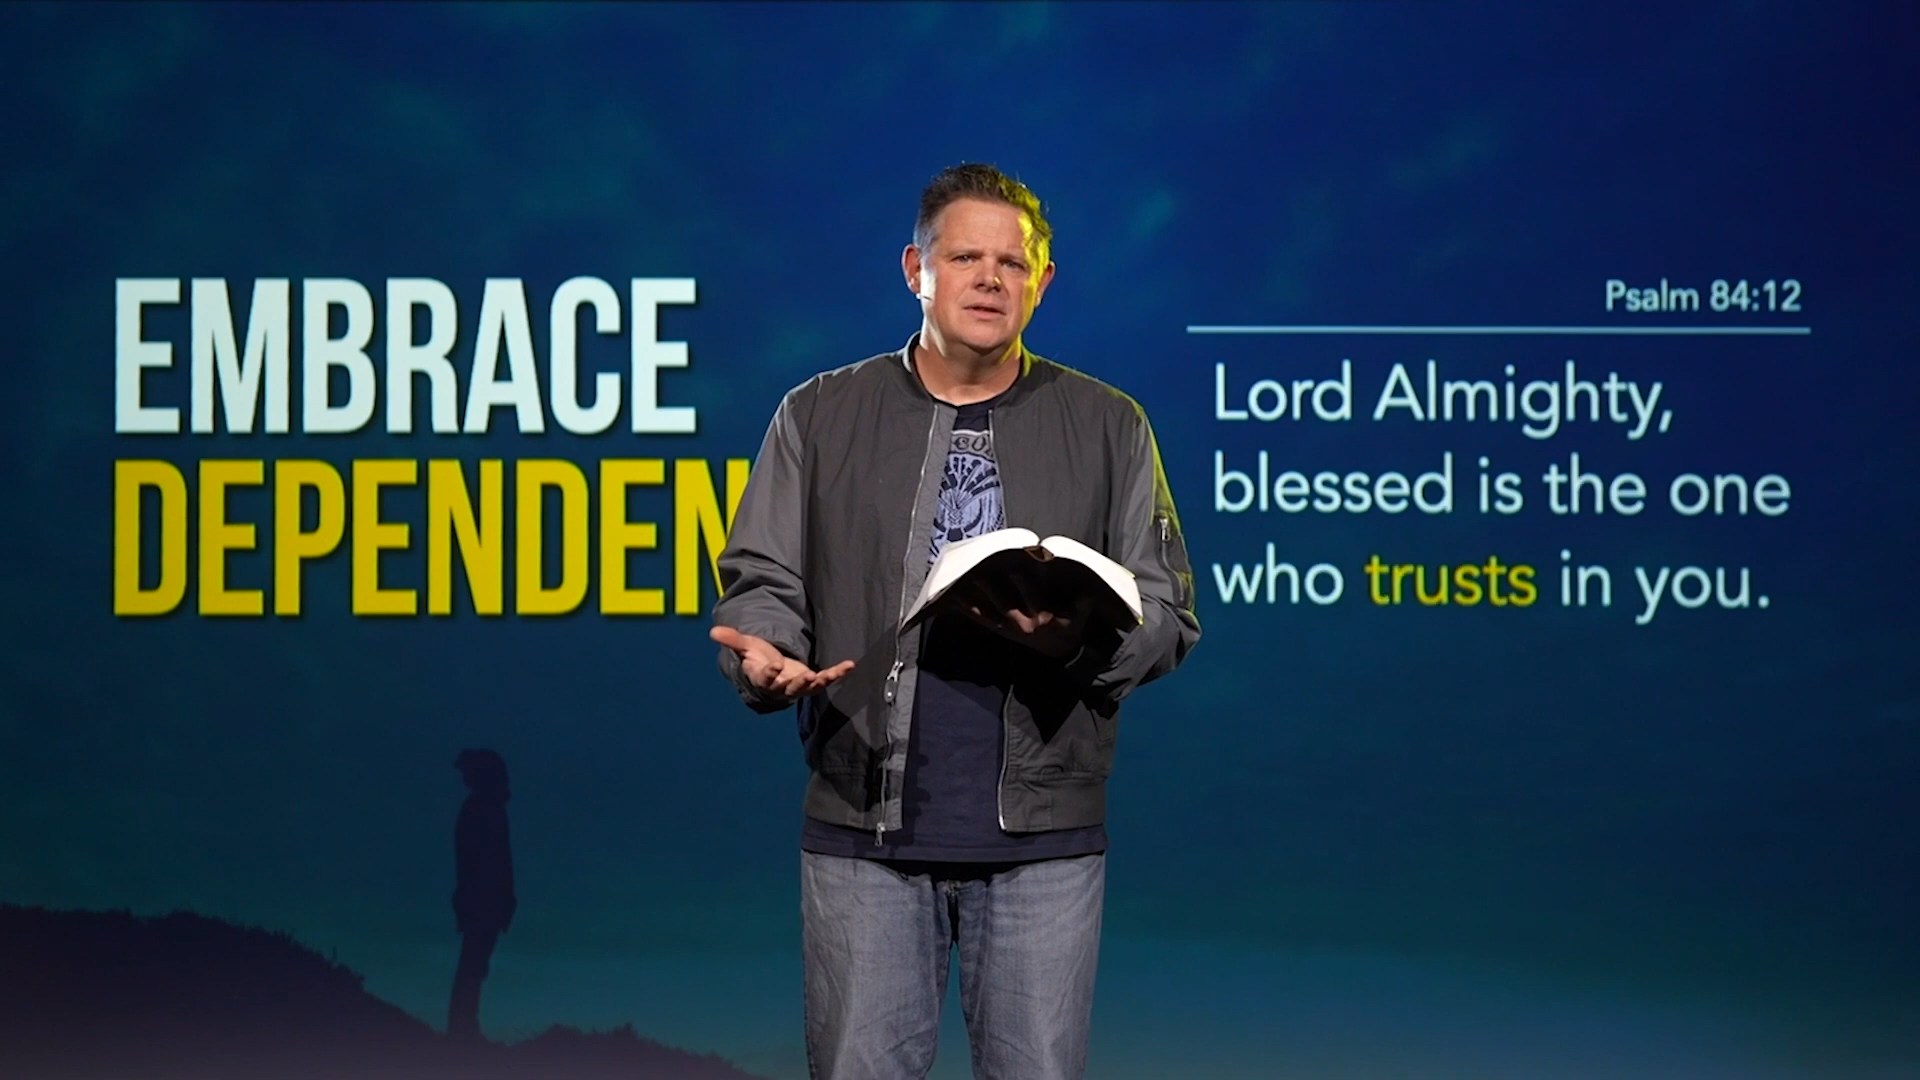 EMBRACE
DEPENDEN
Psalm 84:12
Lord Almighty,
blessed is the one
who trusts in you.